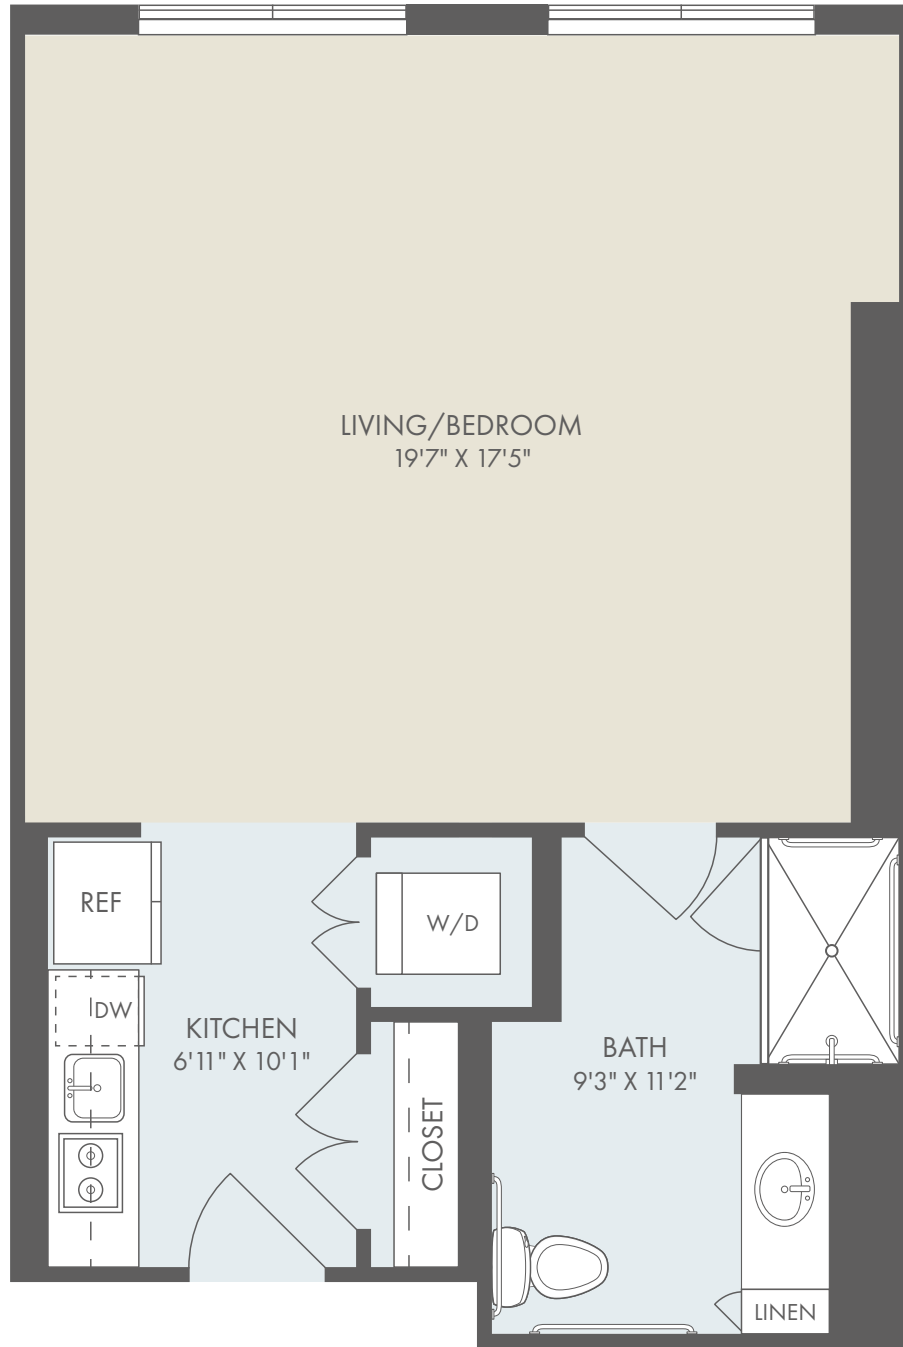 LIVING/BEDROOM
19'7" X 17'5"
REF
W/D
DW
KITCHEN
6'11" X 10'1"
BATH
9'3" X 11'2"
CLOSET
LINEN